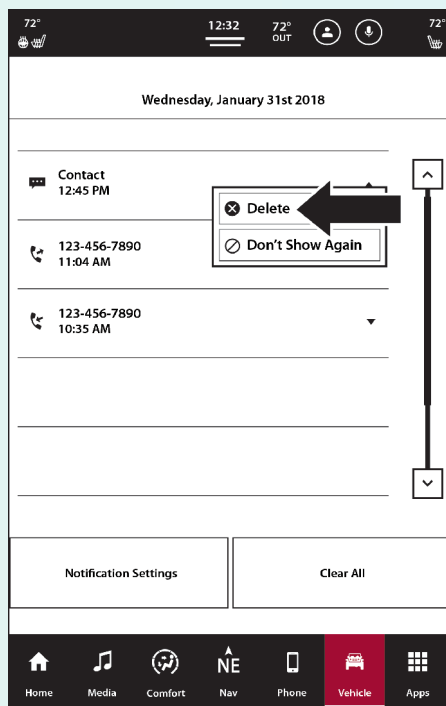 72°
12:32
72°
OUT
72°
Wednesday, January 31st 2018
Contact
12:45 PM
Delete
Don't Show Again
123-456-7890
11:04 AM
123-456-7890
10:35 AM
Notification Settings
Clear All
NE
Home
Media
Comfort
Nav
Phone
Vehicle
Apps